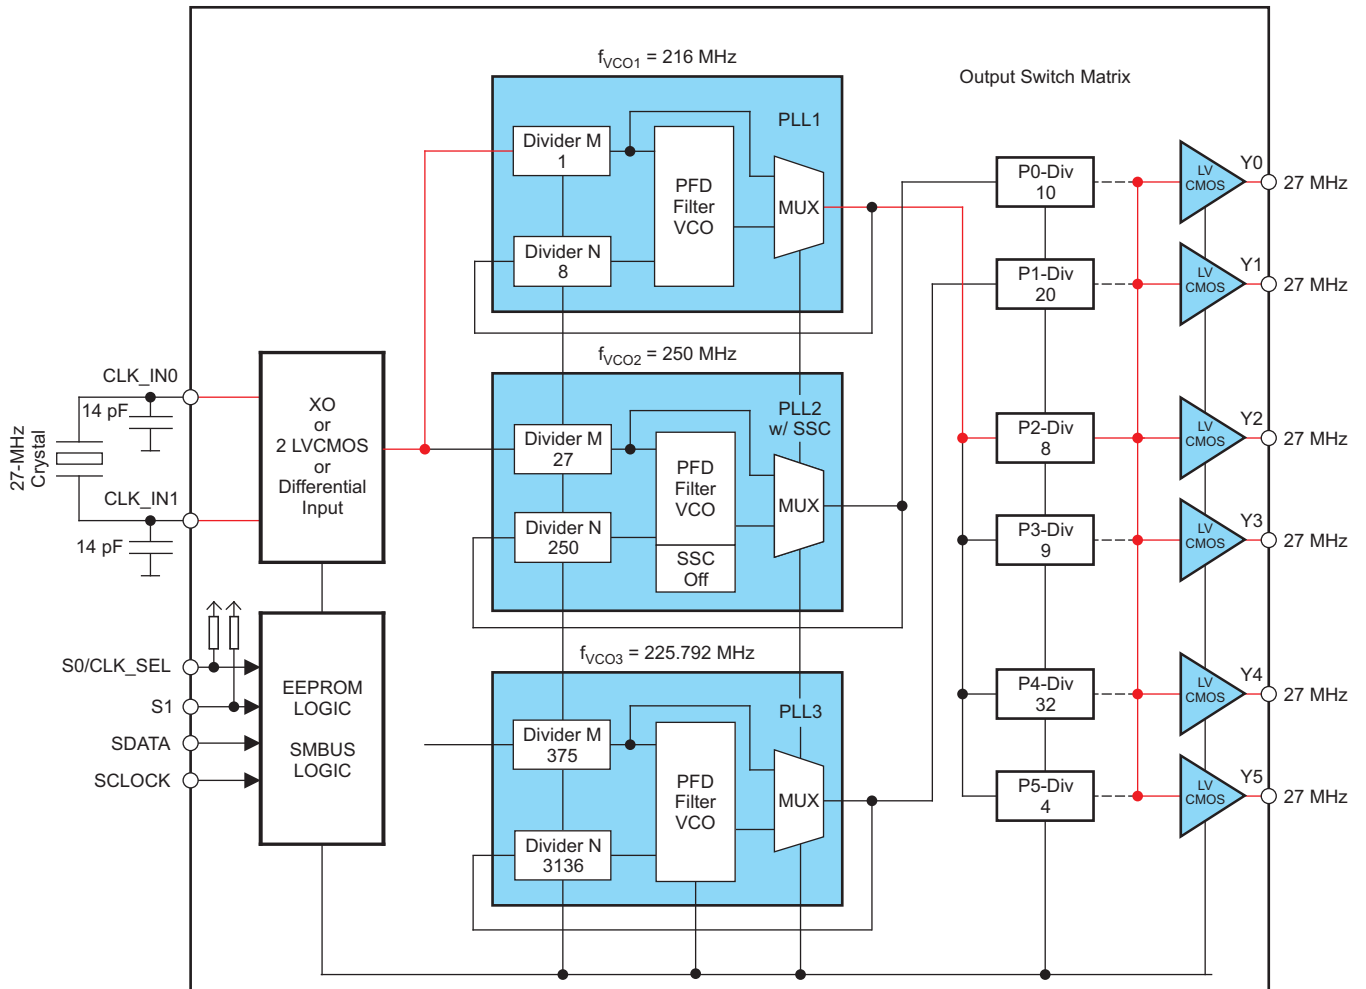 fVCO1 = 216 MHz
Output Switch Matrix
PLL1
Divider M
1
PFD
Filter
VCO
MUX
Divider N
8
P0-Div
10
LV
CMOS
Y0
27 MHz
P1-Div
20
LV
CMOS
Y1
27 MHz
fVCO2 = 250 MHz
CLK_IN0
14 pF
27-MHz
Crystal
CLK_IN1
14 pF
XO
or
2 LVCMOS
or
Differential
Input
PLL2
w/ SSC
Divider M
27
PFD
Filter
VCO
SSC
Off
MUX
Divider N
250
P2-Div
8
LV
CMOS
Y2
27 MHz
P3-Div
9
LV
CMOS
Y3
27 MHz
fVCO3 = 225.792 MHz
S0/CLK_SEL
S1
SDATA
SCLOCK
EEPROM
LOGIC
SMBUS
LOGIC
PLL3
Divider M
375
PFD
Filter
VCO
MUX
Divider N
3136
P4-Div
32
LV
CMOS
Y4
27 MHz
P5-Div
4
LV
CMOS
Y5
27 MHz